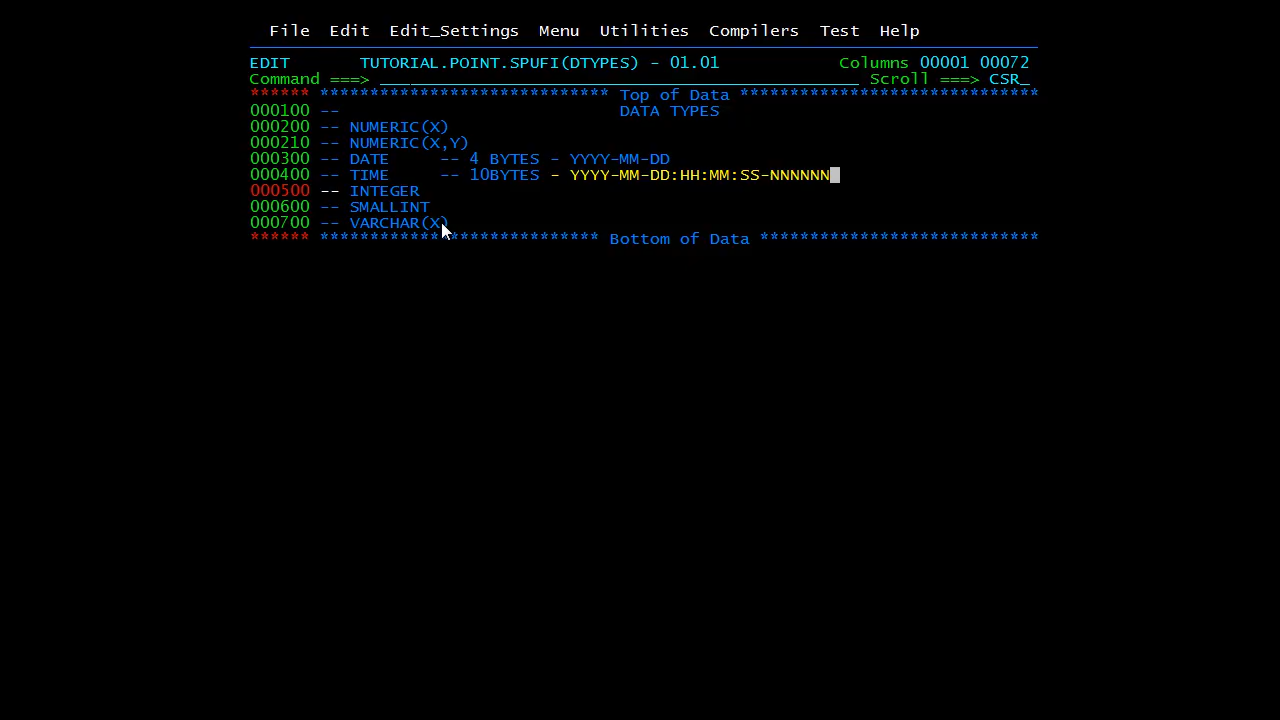 File Edit Edit_Settings Menu Utilities Compilers Test Help
EDIT TUTORIAL.POINT.SPUFI(DTYPES) - 01.01 Columns 00001 00072
Command ===> Scroll ===> CSR_
****** ***************************** Top of Data ******************************
000100 -- DATA TYPES
000200 -- NUMERIC(X)
000210 -- NUMERIC(X,Y)
000300 -- DATE -- 4 BYTES - YYYY-MM-DD
000400 -- TIME -- 10BYTES - YYYY-MM-DD:HH:MM:SS-NNNNNN
000500 -- INTEGER
000600 -- SMALLINT
000700 -- VARCHAR(X)
****** **************************** Bottom of Data ****************************